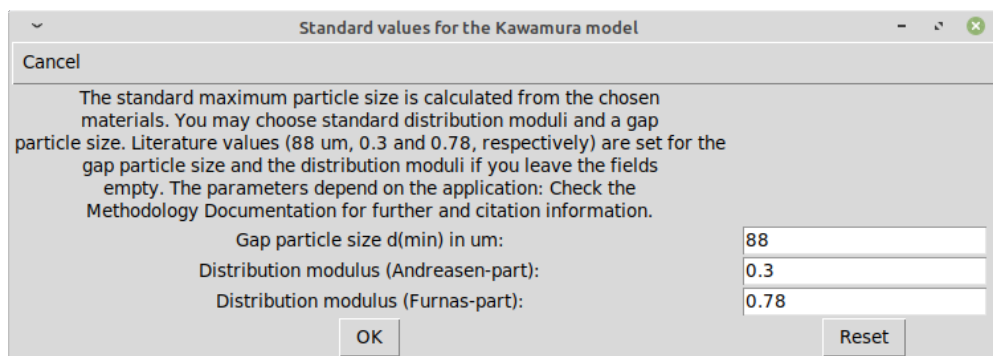 Standard values for the Kawamura model
Cancel
The standard maximum particle size is calculated from the chosen
materials. You may choose standard distribution moduli and a gap
particle size. Literature values (88 um, 0.3 and 0.78, respectively) are set for the
gap particle size and the distribution moduli if you leave the fields
empty. The parameters depend on the application: Check the
Methodology Documentation for further and citation information.
Gap particle size d(min) in um: 88
Distribution modulus (Andreasen-part): 0.3
Distribution modulus (Furnas-part): 0.78
OK Reset